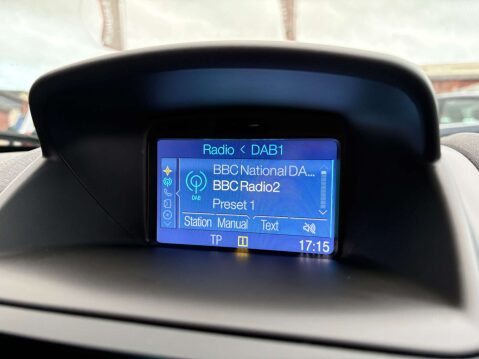 Radio < DAB1
BBC National DA...
BBC Radio2
DAB
Preset 1
Station Manual Text
TP 17:15